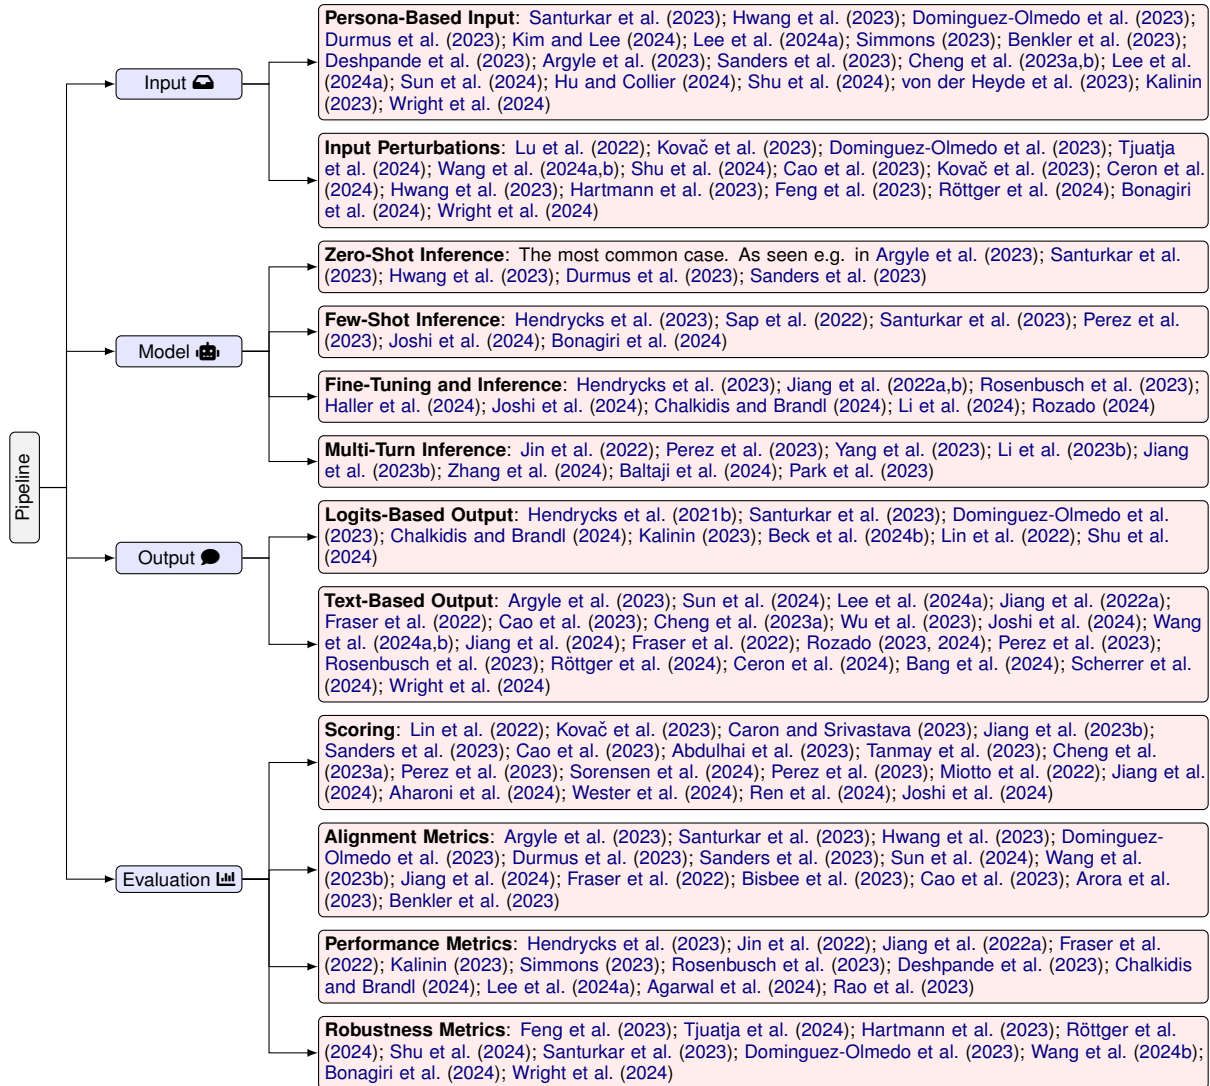 Pipeline
Input
Persona-Based Input: Santurkar et al. (2023); Hwang et al. (2023); Dominguez-Olmedo et al. (2023);
Durmus et al. (2023); Kim and Lee (2024); Lee et al. (2024a); Simmons (2023); Benkler et al. (2023);
Deshpande et al. (2023); Argyle et al. (2023); Sanders et al. (2023); Cheng et al. (2023a,b); Lee et al.
(2024a); Sun et al. (2024); Hu and Collier (2024); Shu et al. (2024); von der Heyde et al. (2023); Kalinin
(2023); Wright et al. (2024)
Input Perturbations: Lu et al. (2022); Kovač et al. (2023); Dominguez-Olmedo et al. (2023); Tjuatja
et al. (2024); Wang et al. (2024a,b); Shu et al. (2024); Cao et al. (2023); Kovač et al. (2023); Ceron et al.
(2024); Hwang et al. (2023); Hartmann et al. (2023); Feng et al. (2023); Röttger et al. (2024); Bonagiri
et al. (2024); Wright et al. (2024)
Model
Zero-Shot Inference: The most common case. As seen e.g. in Argyle et al. (2023); Santurkar et al.
(2023); Hwang et al. (2023); Durmus et al. (2023); Sanders et al. (2023)
Few-Shot Inference: Hendrycks et al. (2023); Sap et al. (2022); Santurkar et al. (2023); Perez et al.
(2023); Joshi et al. (2024); Bonagiri et al. (2024)
Fine-Tuning and Inference: Hendrycks et al. (2023); Jiang et al. (2022a,b); Rosenbusch et al. (2023);
Haller et al. (2024); Joshi et al. (2024); Chalkidis and Brandl (2024); Li et al. (2024); Rozado (2024)
Multi-Turn Inference: Jin et al. (2022); Perez et al. (2023); Yang et al. (2023); Li et al. (2023b); Jiang
et al. (2023b); Zhang et al. (2024); Baltaji et al. (2024); Park et al. (2023)
Output
Logits-Based Output: Hendrycks et al. (2021b); Santurkar et al. (2023); Dominguez-Olmedo et al.
(2023); Chalkidis and Brandl (2024); Kalinin (2023); Beck et al. (2024b); Lin et al. (2022); Shu et al.
(2024)
Text-Based Output: Argyle et al. (2023); Sun et al. (2024); Lee et al. (2024a); Jiang et al. (2022a);
Fraser et al. (2022); Cao et al. (2023); Cheng et al. (2023a); Wu et al. (2023); Joshi et al. (2024); Wang
et al. (2024a,b); Jiang et al. (2024); Fraser et al. (2022); Rozado (2023, 2024); Perez et al. (2023);
Rosenbusch et al. (2023); Röttger et al. (2024); Ceron et al. (2024); Bang et al. (2024); Scherrer et al.
(2024); Wright et al. (2024)
Evaluation
Scoring: Lin et al. (2022); Kovač et al. (2023); Caron and Srivastava (2023); Jiang et al. (2023b);
Sanders et al. (2023); Cao et al. (2023); Abdulhai et al. (2023); Tanmay et al. (2023); Cheng et al.
(2023a); Perez et al. (2023); Sorensen et al. (2024); Perez et al. (2023); Miotto et al. (2022); Jiang et al.
(2024); Aharoni et al. (2024); Wester et al. (2024); Ren et al. (2024); Joshi et al. (2024)
Alignment Metrics: Argyle et al. (2023); Santurkar et al. (2023); Hwang et al. (2023); Dominguez-
Olmedo et al. (2023); Durmus et al. (2023); Sanders et al. (2023); Sun et al. (2024); Wang et al.
(2023b); Jiang et al. (2024); Fraser et al. (2022); Bisbee et al. (2023); Cao et al. (2023); Arora et al.
(2023); Benkler et al. (2023)
Performance Metrics: Hendrycks et al. (2023); Jin et al. (2022); Jiang et al. (2022a); Fraser et al.
(2022); Kalinin (2023); Simmons (2023); Rosenbusch et al. (2023); Deshpande et al. (2023); Chalkidis
and Brandl (2024); Lee et al. (2024a); Agarwal et al. (2024); Rao et al. (2023)
Robustness Metrics: Feng et al. (2023); Tjuatja et al. (2024); Hartmann et al. (2023); Röttger et al.
(2024); Shu et al. (2024); Santurkar et al. (2023); Dominguez-Olmedo et al. (2023); Wang et al. (2024b);
Bonagiri et al. (2024); Wright et al. (2024)